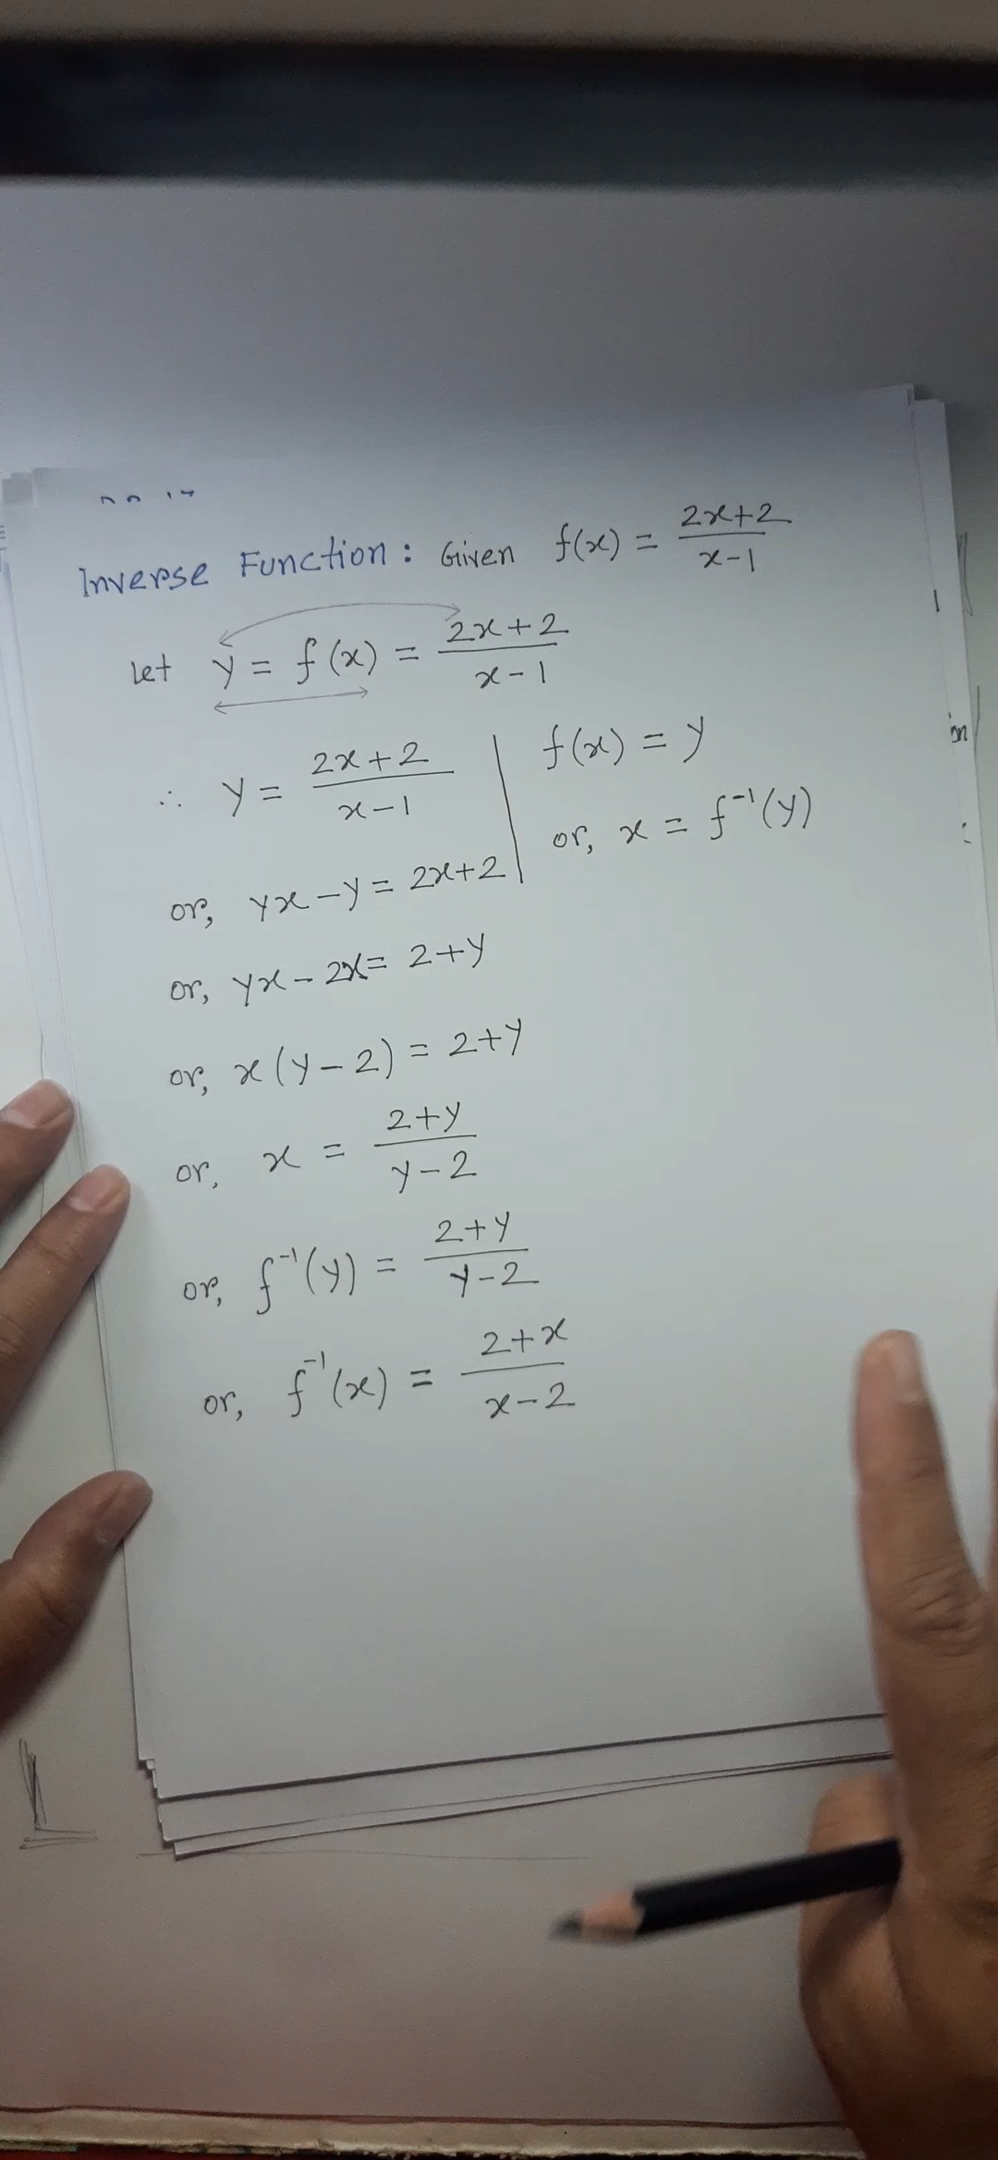 Inverse Function : Given f(x) = (2x+2)/(x-1)
Let y = f(x) = (2x+2)/(x-1)
∴ y = (2x+2)/(x-1)
or, yx-y = 2x+2
f(x) = y
or, x = f⁻¹(y)
or, yx-2x = 2+y
or, x(y-2) = 2+y
or, x = (2+y)/(y-2)
or, f⁻¹(y) = (2+y)/(y-2)
or, f⁻¹(x) = (2+x)/(x-2)